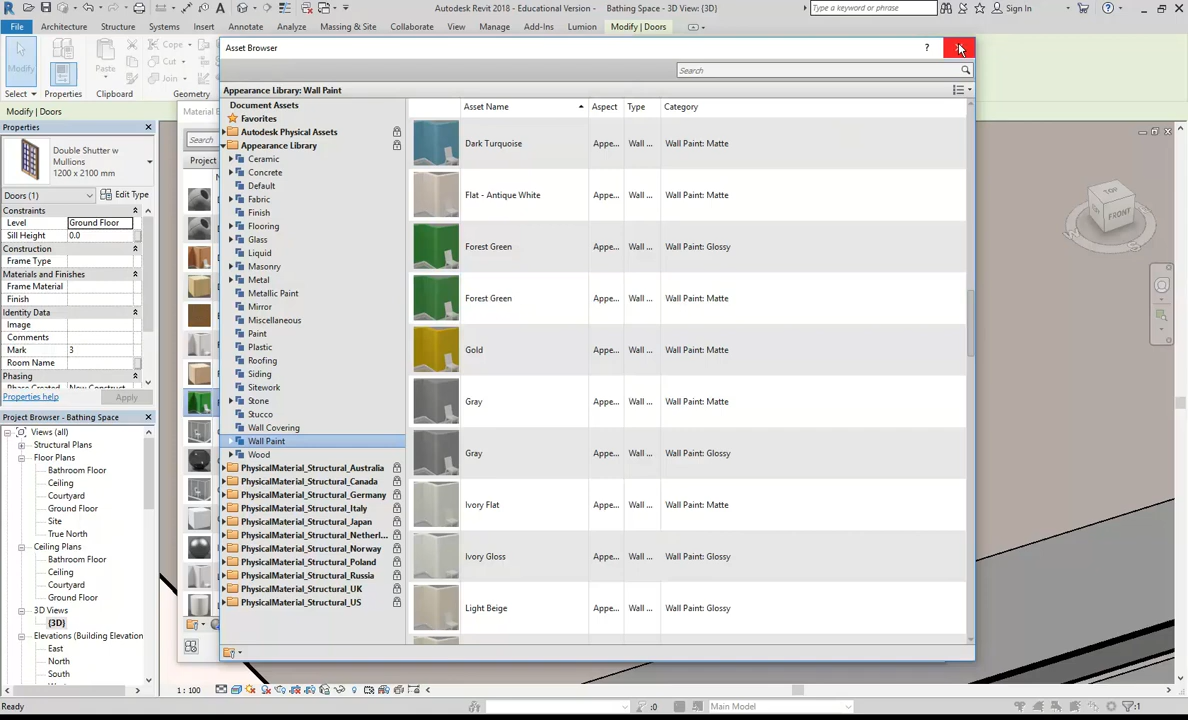 Autodesk Revit 2018 - Educational Version - Bathing Space - 3D View: {3D}
Type a keyword or phrase
Sign In
File Architecture Structure Systems Insert Annotate Analyze Massing & Site Collaborate View Manage Add-Ins Lumion Modify | Doors
Modify
Select Properties
Paste
Clipboard
Cope
Cut
Join
Geometry
Modify | Doors
Properties
Double Shutter w
Mullions
1200 x 2100 mm
Doors (1) Edit Type
Constraints
Level Ground Floor
Sill Height 0.0
Construction
Frame Type
Materials and Finishes
Frame Material
Finish
Identity Data
Image
Comments
Mark 3
Room Name
Phasing
Phase Created New Construct
Properties help Apply
Project Browser - Bathing Space
Views (all)
Structural Plans
Floor Plans
Bathroom Floor
Ceiling
Courtyard
Ground Floor
Site
True North
Ceiling Plans
Bathroom Floor
Ceiling
Courtyard
Ground Floor
3D Views
{3D}
Elevations (Building Elevation
East
North
South
Material B
Search
Project
Asset Browser
?
Search
Appearance Library: Wall Paint
Document Assets
Favorites
Autodesk Physical Assets
Appearance Library
Ceramic
Concrete
Default
Fabric
Finish
Flooring
Glass
Liquid
Masonry
Metal
Metallic Paint
Mirror
Miscellaneous
Paint
Plastic
Roofing
Siding
Sitework
Stone
Stucco
Wall Covering
Wall Paint
Wood
PhysicalMaterial_Structural_Australia
PhysicalMaterial_Structural_Canada
PhysicalMaterial_Structural_Germany
PhysicalMaterial_Structural_Italy
PhysicalMaterial_Structural_Japan
PhysicalMaterial_Structural_Netherl...
PhysicalMaterial_Structural_Norway
PhysicalMaterial_Structural_Poland
PhysicalMaterial_Structural_Russia
PhysicalMaterial_Structural_UK
PhysicalMaterial_Structural_US
Asset Name Aspect Type Category
Dark Turquoise Appe... Wall ... Wall Paint: Matte
Flat - Antique White Appe... Wall ... Wall Paint: Matte
Forest Green Appe... Wall ... Wall Paint: Glossy
Forest Green Appe... Wall ... Wall Paint: Matte
Gold Appe... Wall ... Wall Paint: Matte
Gray Appe... Wall ... Wall Paint: Matte
Gray Appe... Wall ... Wall Paint: Glossy
Ivory Flat Appe... Wall ... Wall Paint: Matte
Ivory Gloss Appe... Wall ... Wall Paint: Glossy
Light Beige Appe... Wall ... Wall Paint: Glossy
TOP
FRONT
1 : 100
Ready
:0
Main Model
:1